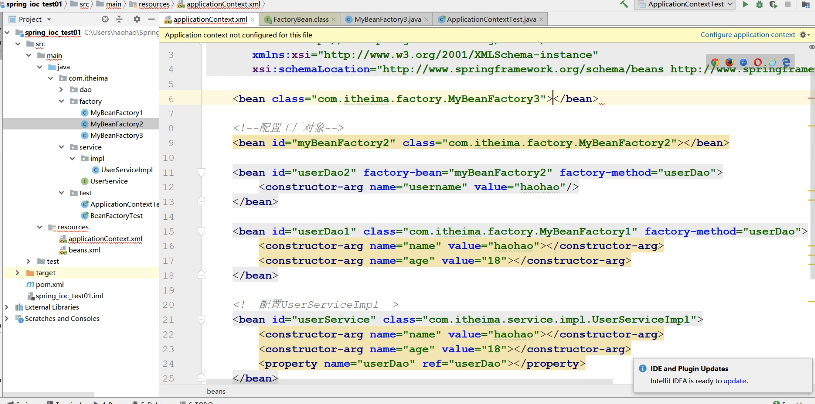 spring_ioc_test01 src main resources applicationContext.xml
ApplicationContextTest
Project
applicationContext.xml FactoryBean.class MyBeanFactory3.java ApplicationContextTest.java
Application context not configured for this file
Configure application context
spring_ioc_test01 C:\Users\haohao\Spring
src
main
java
com.itheima
dao
factory
MyBeanFactory1
MyBeanFactory2
MyBeanFactory3
service
impl
UserServiceImpl
UserService
test
ApplicationContextTe
BeanFactoryTest
resources
applicationContext.xml
beans.xml
test
target
pom.xml
spring_ioc_test01.iml
External Libraries
Scratches and Consoles
3 xmlns:xsi="http://www.w3.org/2001/XMLSchema-instance"
4 xsi:schemaLocation="http://www.springframework.org/schema/beans http://www.springframe
5
6 <bean class="com.itheima.factory.MyBeanFactory3"></bean>
7
8 <!--配置工厂对象-->
9 <bean id="myBeanFactory2" class="com.itheima.factory.MyBeanFactory2"></bean>
10
11 <bean id="userDao2" factory-bean="myBeanFactory2" factory-method="userDao">
12 <constructor-arg name="username" value="haohao"/>
13 </bean>
14
15 <bean id="userDao1" class="com.itheima.factory.MyBeanFactory1" factory-method="userDao">
16 <constructor-arg name="name" value="haohao"></constructor-arg>
17 <constructor-arg name="age" value="18"></constructor-arg>
18 </bean>
19
20 <!--配置UserServiceImpl-->
21 <bean id="userService" class="com.itheima.service.impl.UserServiceImpl">
22 <constructor-arg name="name" value="haohao"></constructor-arg>
23 <constructor-arg name="age" value="18"></constructor-arg>
24 <property name="userDao" ref="userDao"></property>
25 </bean>
beans
IDE and Plugin Updates
IntelliJ IDEA is ready to update.